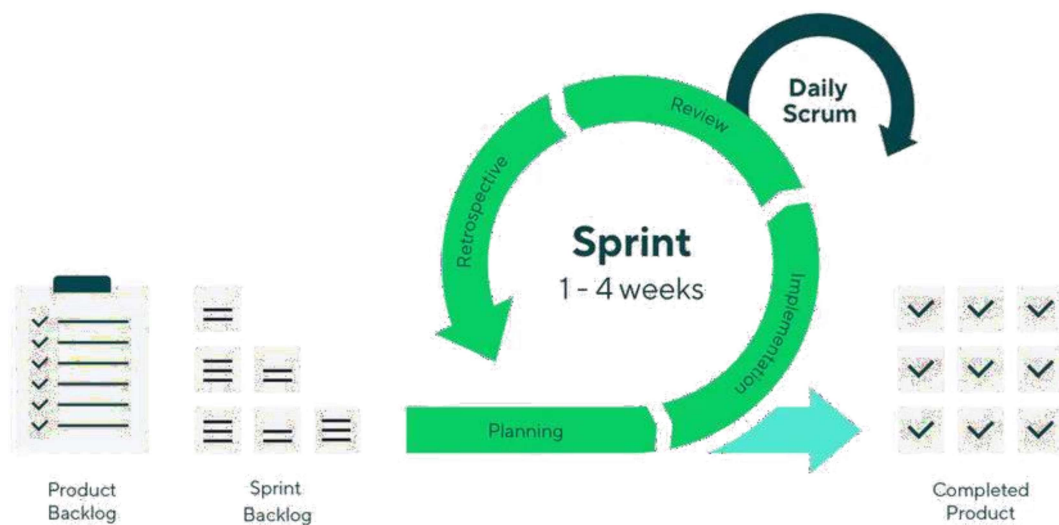 Daily
Scrum
Review
Retrospective
Sprint
1 - 4 weeks
Implementation
Planning
Product
Backlog
Sprint
Backlog
Completed
Product